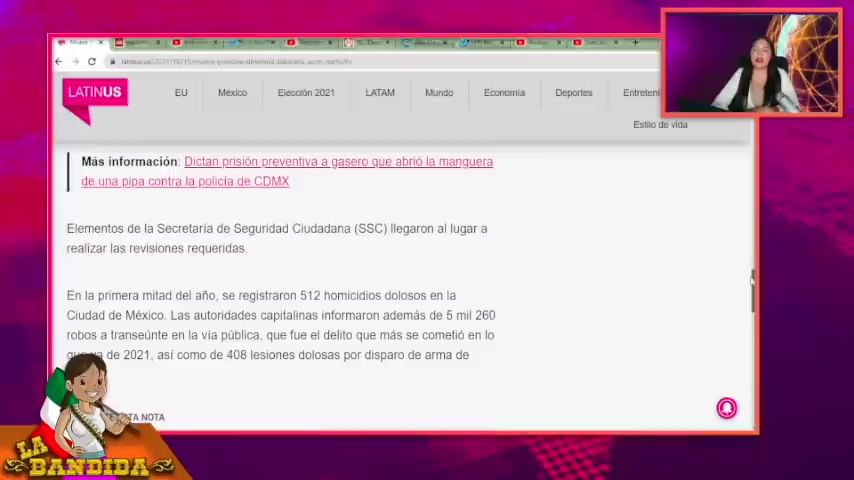 LATINUS
EU
México
Elección 2021
LATAM
Mundo
Economía
Deportes
Estilo de vida
Más información: Dictan prisión preventiva a gasero que abrió la manguera
de una pipa contra la policía de CDMX
Elementos de la Secretaría de Seguridad Ciudadana (SSC) llegaron al lugar a
realizar las revisiones requeridas.
En la primera mitad del año, se registraron 512 homicidios dolosos en la
Ciudad de México. Las autoridades capitalinas informaron además de 5 mil 260
robos a transeúnte en la vía pública, que fue el delito que más se cometió en lo
de 2021, así como de 408 lesiones dolosas por disparo de arma de
NOTA
LA
BANDIDA